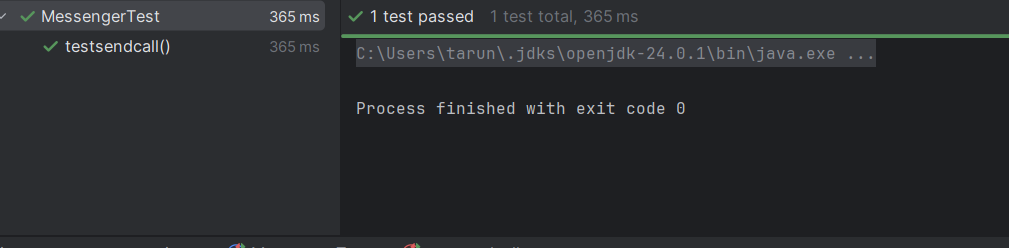 MessengerTest 365 ms
testsendcall() 365 ms
1 test passed 1 test total, 365 ms
C:\Users\tarun\.jdks\openjdk-24.0.1\bin\java.exe ...
Process finished with exit code 0